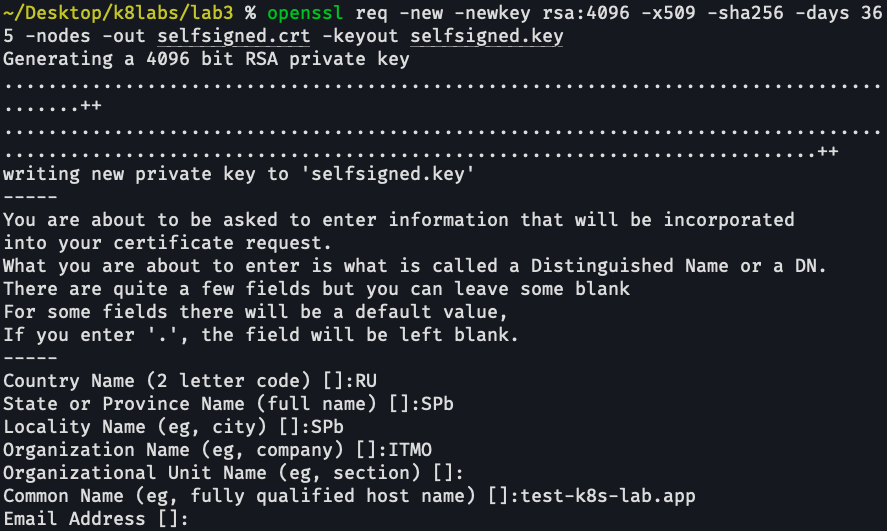 ~/Desktop/k8labs/lab3 % openssl req -new -newkey rsa:4096 -x509 -sha256 -days 36
5 -nodes -out selfsigned.crt -keyout selfsigned.key
Generating a 4096 bit RSA private key
................................................................................
.......++
................................................................................
..........................................................................++
writing new private key to 'selfsigned.key'
-----
You are about to be asked to enter information that will be incorporated
into your certificate request.
What you are about to enter is what is called a Distinguished Name or a DN.
There are quite a few fields but you can leave some blank
For some fields there will be a default value,
If you enter '.', the field will be left blank.
-----
Country Name (2 letter code) []:RU
State or Province Name (full name) []:SPb
Locality Name (eg, city) []:SPb
Organization Name (eg, company) []:ITMO
Organizational Unit Name (eg, section) []:
Common Name (eg, fully qualified host name) []:test-k8s-lab.app
Email Address []: